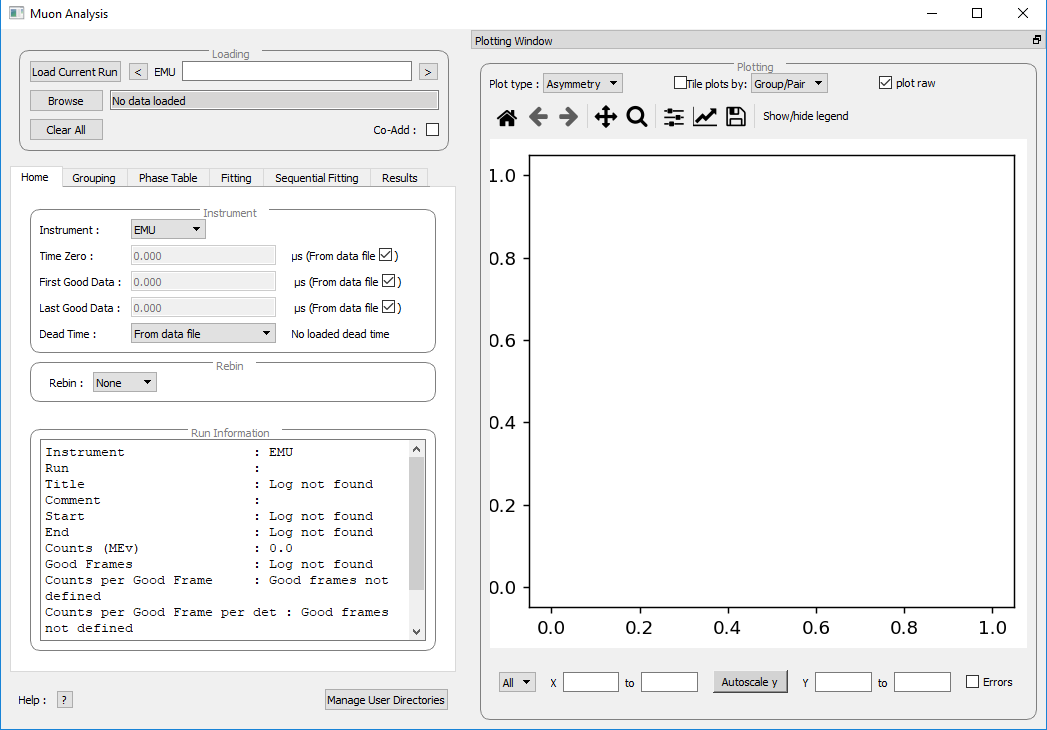 Muon Analysis
Loading
Load Current Run < EMU >
Browse No data loaded
Clear All Co-Add :
Home Grouping Phase Table Fitting Sequential Fitting Results
Instrument
Instrument : EMU
Time Zero : 0.000 µs (From data file )
First Good Data : 0.000 µs (From data file )
Last Good Data : 0.000 µs (From data file )
Dead Time : From data file No loaded dead time
Rebin
Rebin : None
Run Information
Instrument : EMU
Run :
Title : Log not found
Comment :
Start : Log not found
End : Log not found
Counts (MEv) : 0.0
Good Frames : Log not found
Counts per Good Frame : Good frames not
defined
Counts per Good Frame per det : Good frames
not defined
Help : ? Manage User Directories
Plotting Window
Plotting
Plot type : Asymmetry Tile plots by: Group/Pair plot raw
Show/hide legend
1.0
0.8
0.6
0.4
0.2
0.0
0.0 0.2 0.4 0.6 0.8 1.0
All X to Autoscale y Y to Errors